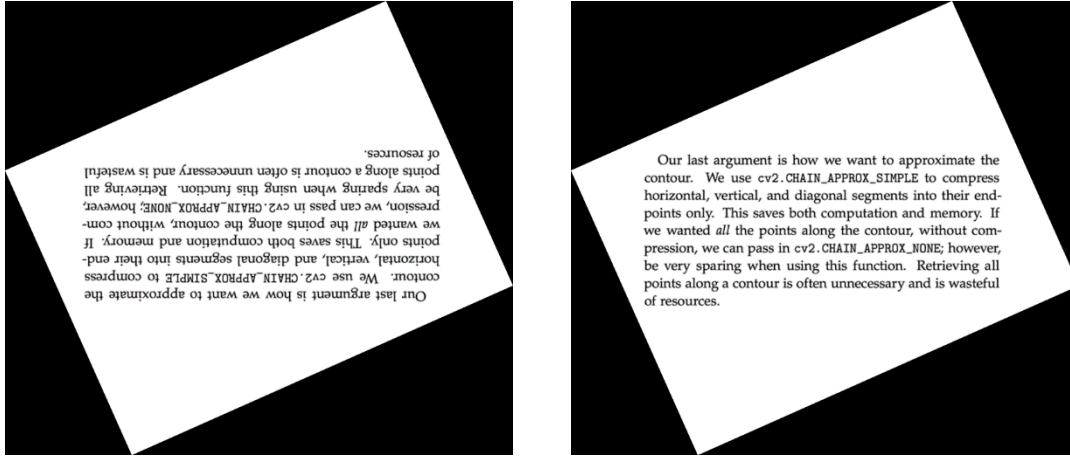 Our last argument is how we want to approximate the
contour. We use cv2.CHAIN_APPROX_SIMPLE to compress
horizontal, vertical, and diagonal segments into their end-
points only. This saves both computation and memory. If
we wanted all the points along the contour, without com-
pression, we can pass in cv2.CHAIN_APPROX_NONE; however,
be very sparing when using this function. Retrieving all
points along a contour is often unnecessary and is wasteful
of resources.
Our last argument is how we want to approximate the
contour. We use cv2.CHAIN_APPROX_SIMPLE to compress
horizontal, vertical, and diagonal segments into their end-
points only. This saves both computation and memory. If
we wanted all the points along the contour, without com-
pression, we can pass in cv2.CHAIN_APPROX_NONE; however,
be very sparing when using this function. Retrieving all
points along a contour is often unnecessary and is wasteful
of resources.